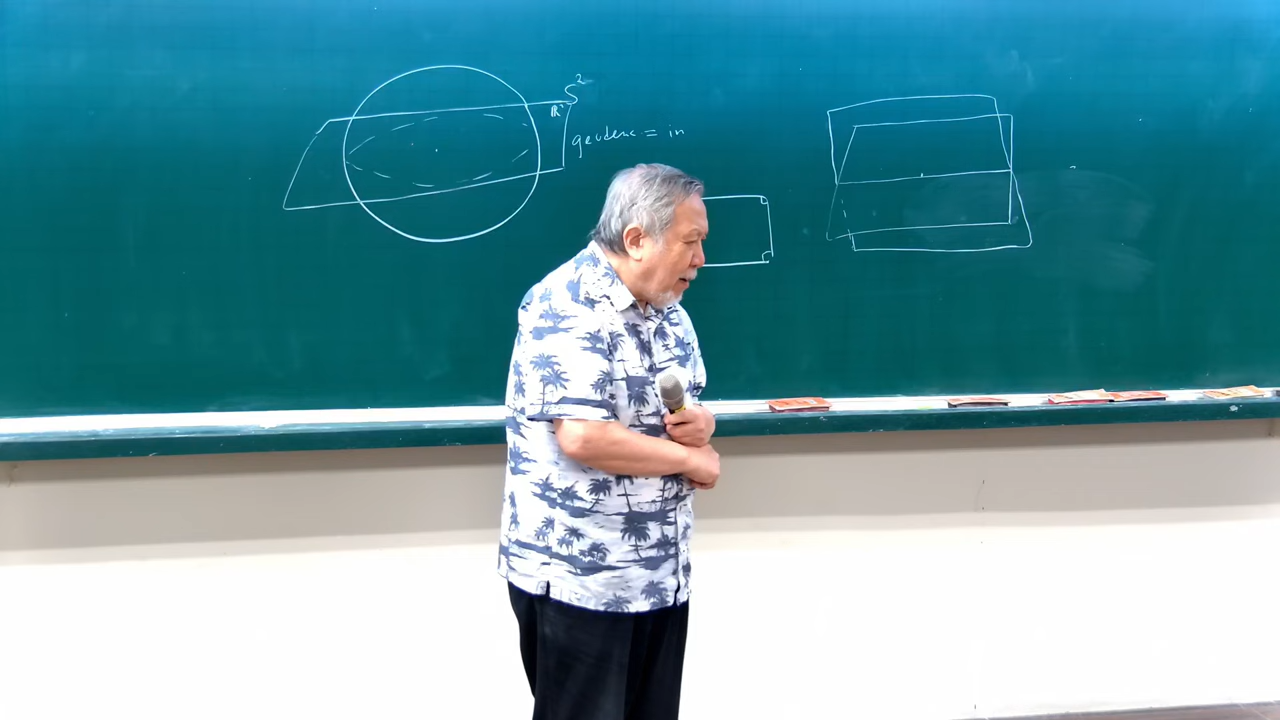 S²
R²
geodesic = in